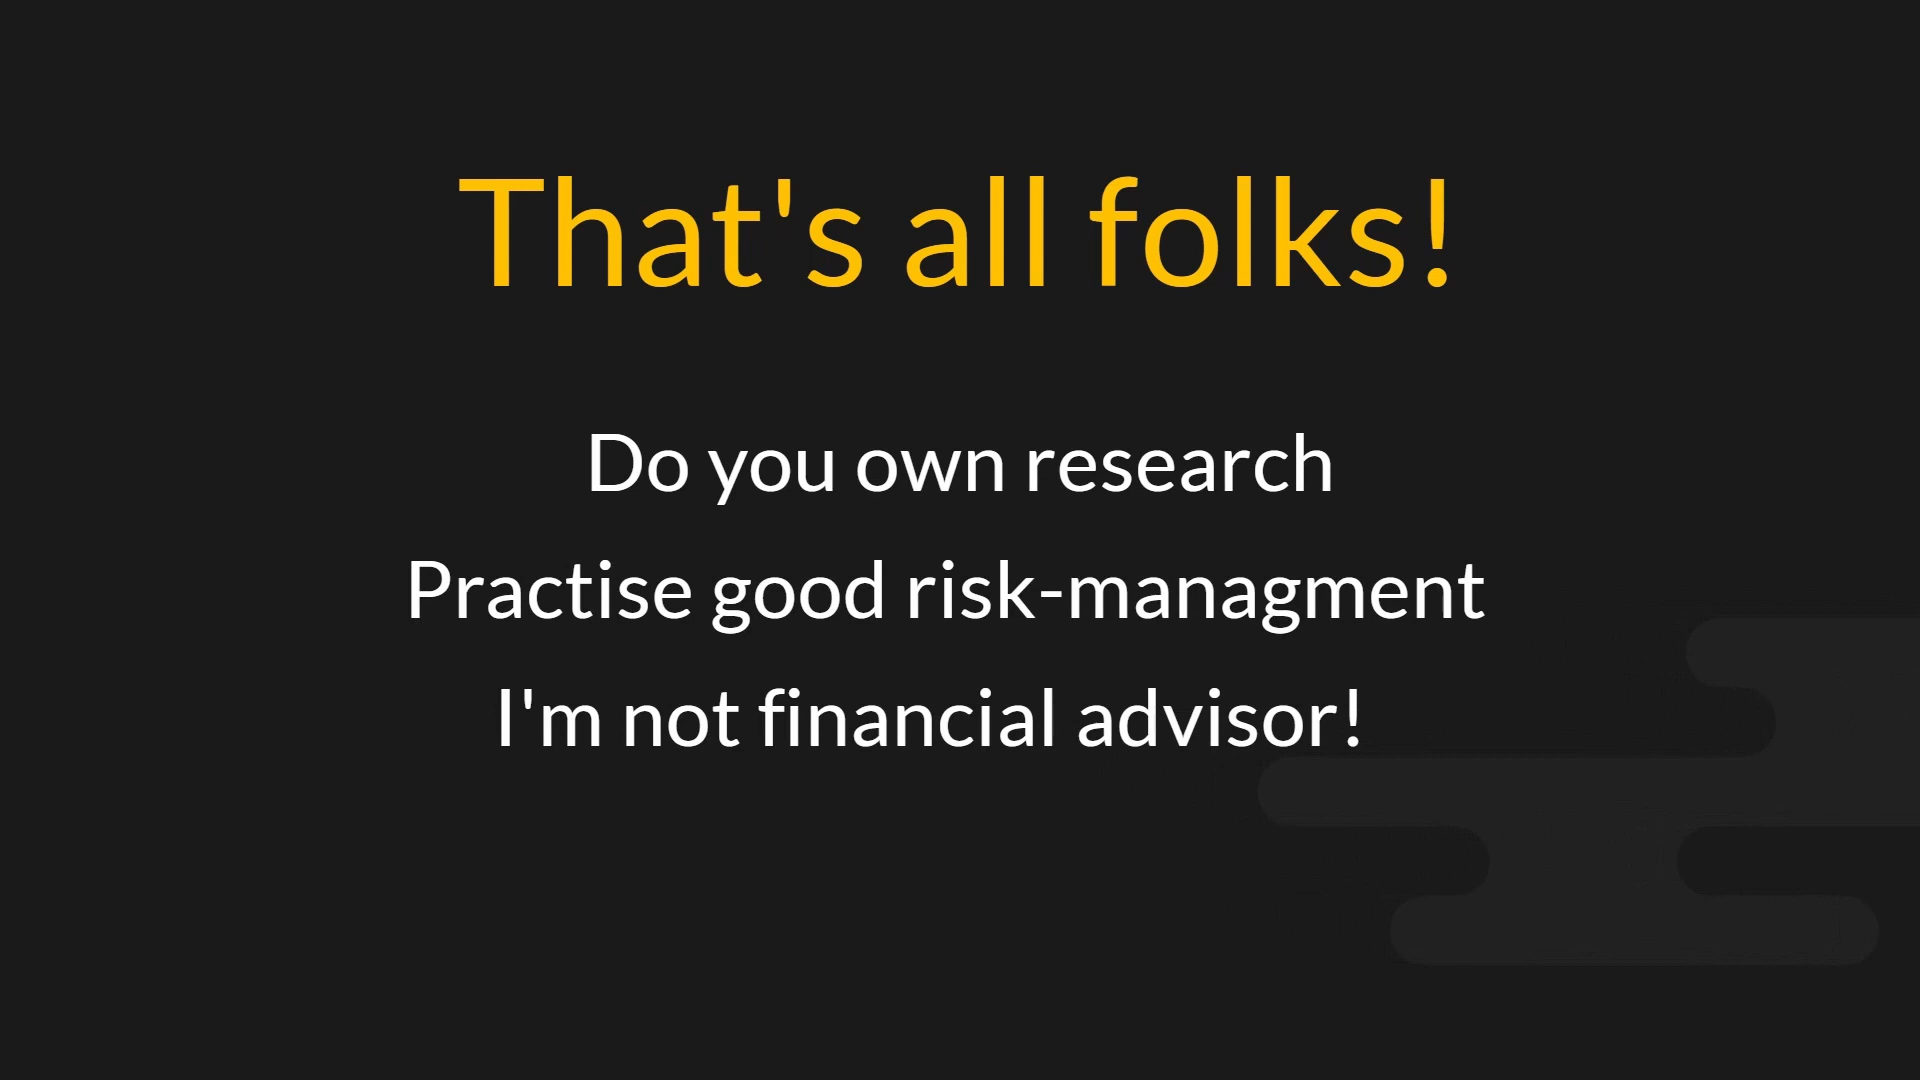 That's all folks!
Do you own research
Practise good risk-managment
I'm not financial advisor!